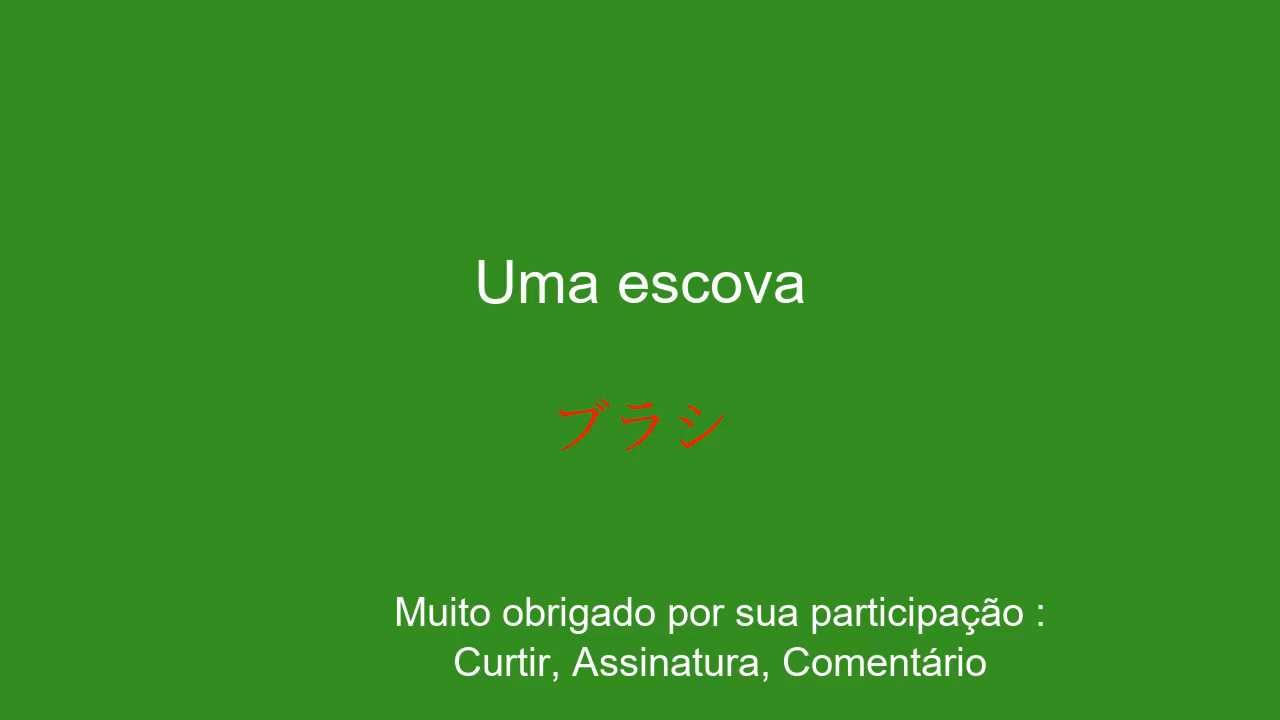 Uma escova
ブラシ
Muito obrigado por sua participação :
Curtir, Assinatura, Comentário